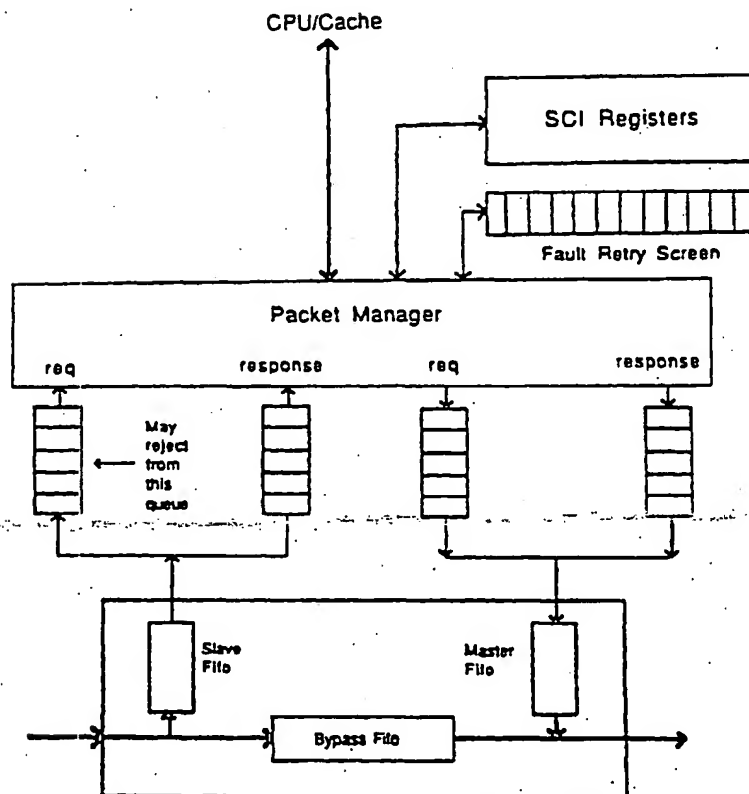 CPU/Cache
SCI Registers
Fault Retry Screen
Packet Manager
req
response
req
response
May
reject
from
this
queue
Slave
Fifo
Master
Fifo
Bypass Fifo